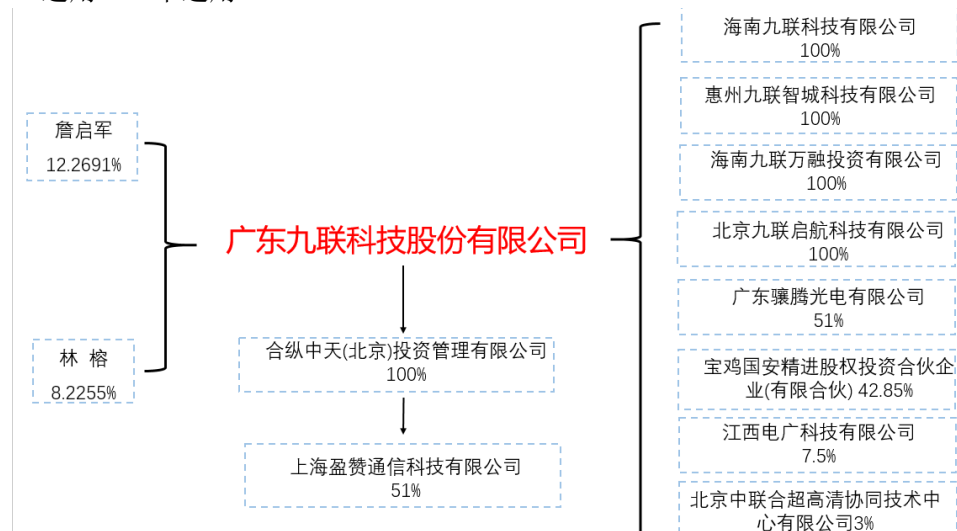 詹启军
12.2691%
林 榕
8.2255%
广东九联科技股份有限公司
合纵中天(北京)投资管理有限公司
100%
上海盈赞通信科技有限公司
51%
海南九联科技有限公司
100%
惠州九联智城科技有限公司
100%
海南九联万融投资有限公司
100%
北京九联启航科技有限公司
100%
广东骧腾光电有限公司
51%
宝鸡国安精进股权投资合伙企
业(有限合伙) 42.85%
江西电广科技有限公司
7.5%
北京中联合超高清协同技术中
心有限公司3%